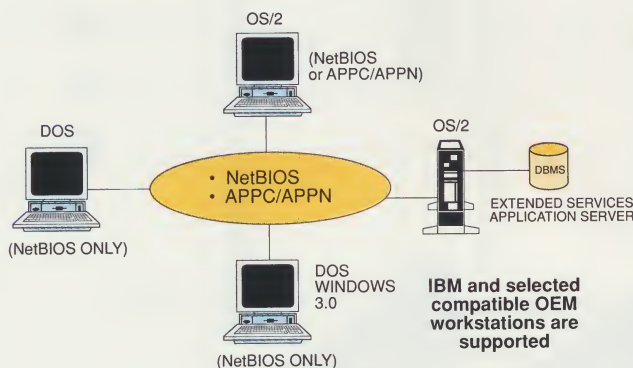 OS/2
(NetBIOS
or APPC/APPN)
DOS
OS/2
• NetBIOS
• APPC/APPN
DBMS
EXTENDED SERVICES
APPLICATION SERVER
(NetBIOS ONLY)
DOS
WINDOWS
3.0
(NetBIOS ONLY)
IBM and selected
compatible OEM
workstations are
supported